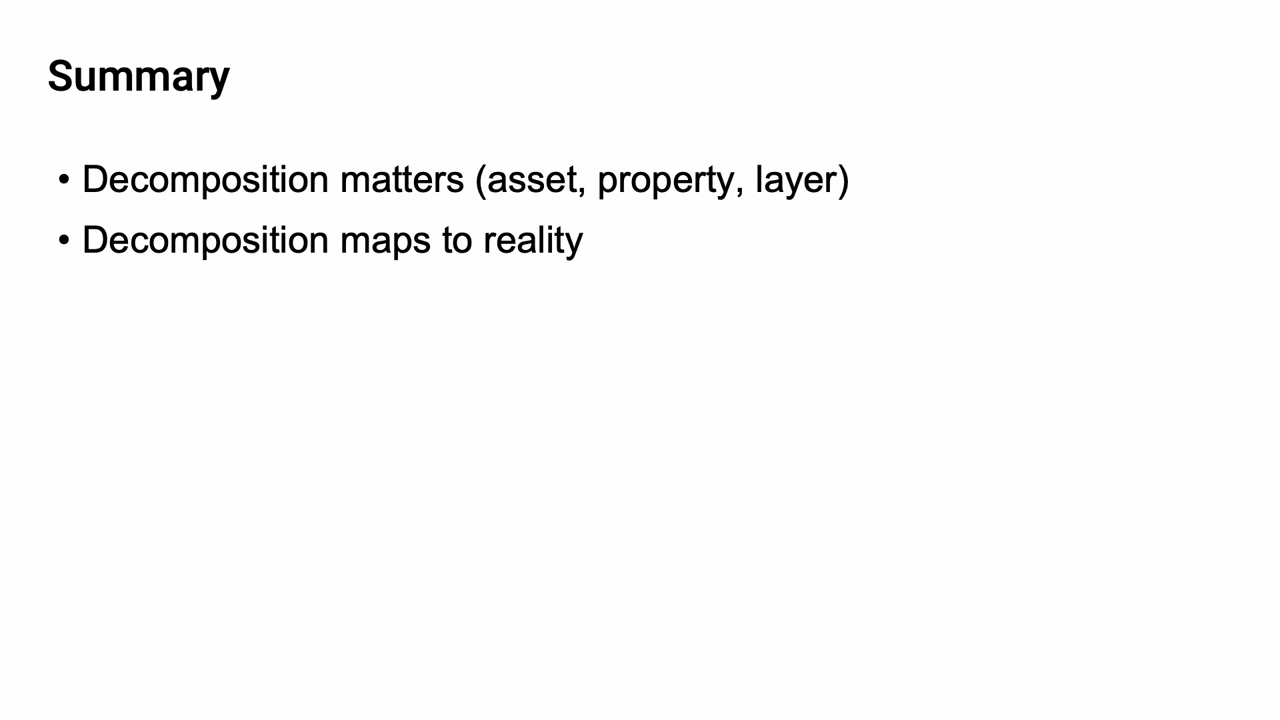 Summary
• Decomposition matters (asset, property, layer)
• Decomposition maps to reality